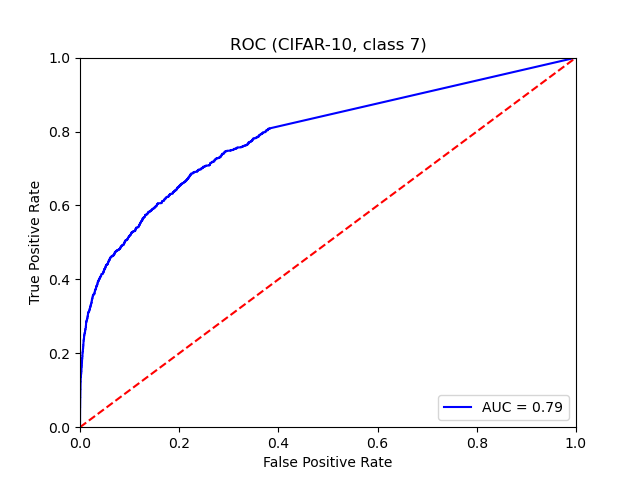 ROC (CIFAR-10, class 7)
1.0
0.8
0.6
0.4
0.2
0.0
True Positive Rate
AUC = 0.79
0.0 0.2 0.4 0.6 0.8 1.0
False Positive Rate